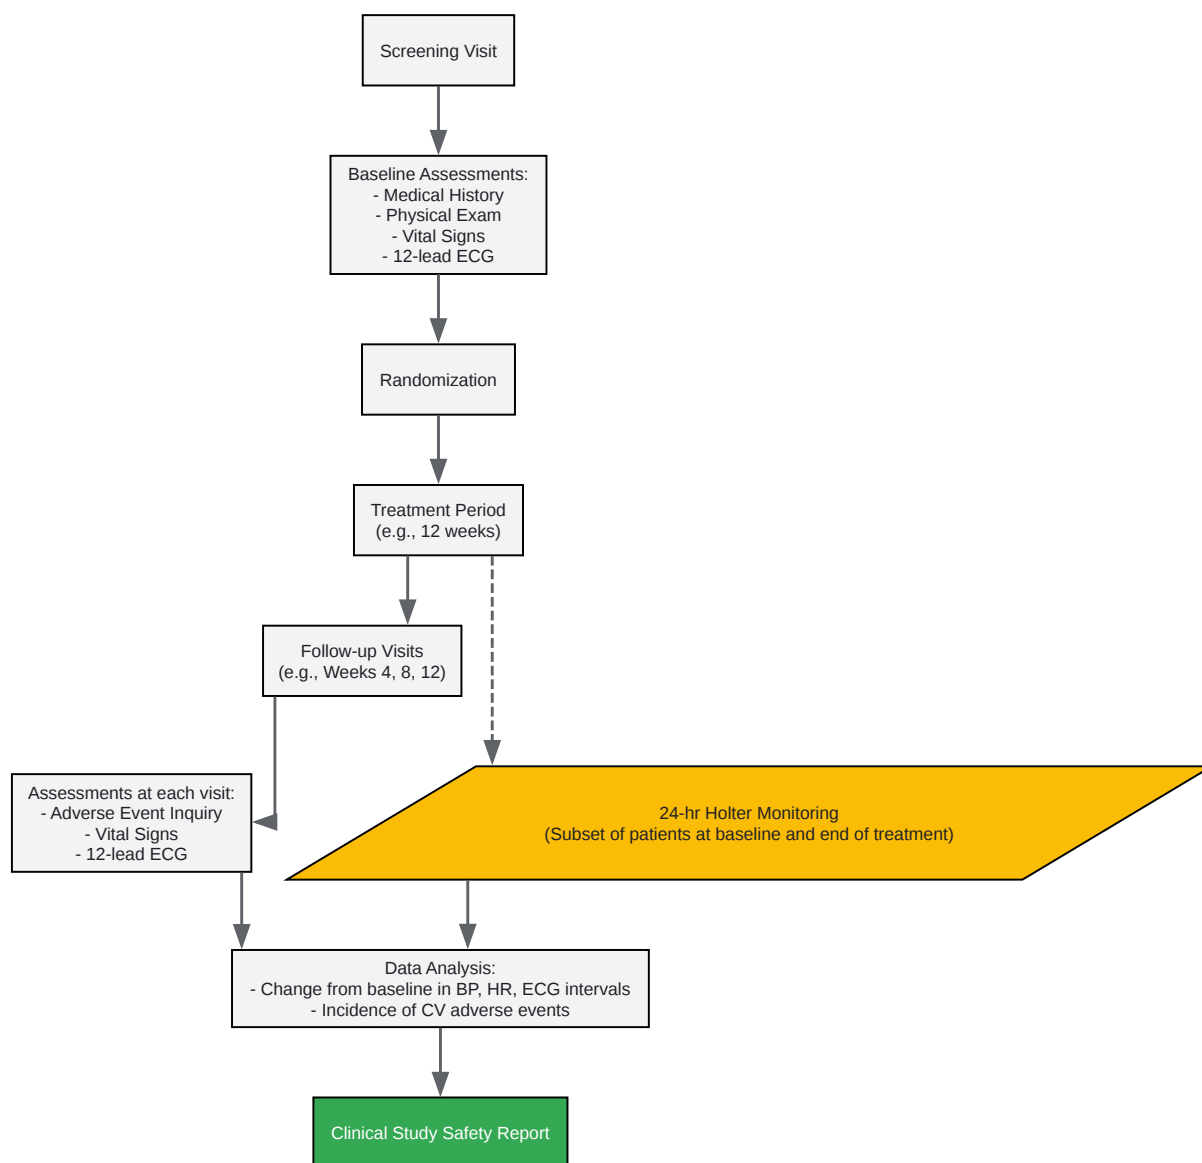 Screening Visit
Baseline Assessments:
- Medical History
- Physical Exam
- Vital Signs
- 12-lead ECG
Randomization
Treatment Period
(e.g., 12 weeks)
Follow-up Visits
(e.g., Weeks 4, 8, 12)
Assessments at each visit:
- Adverse Event Inquiry
- Vital Signs
- 12-lead ECG
24-hr Holter Monitoring
(Subset of patients at baseline and end of treatment)
Data Analysis:
- Change from baseline in BP, HR, ECG intervals
- Incidence of CV adverse events
Clinical Study Safety Report